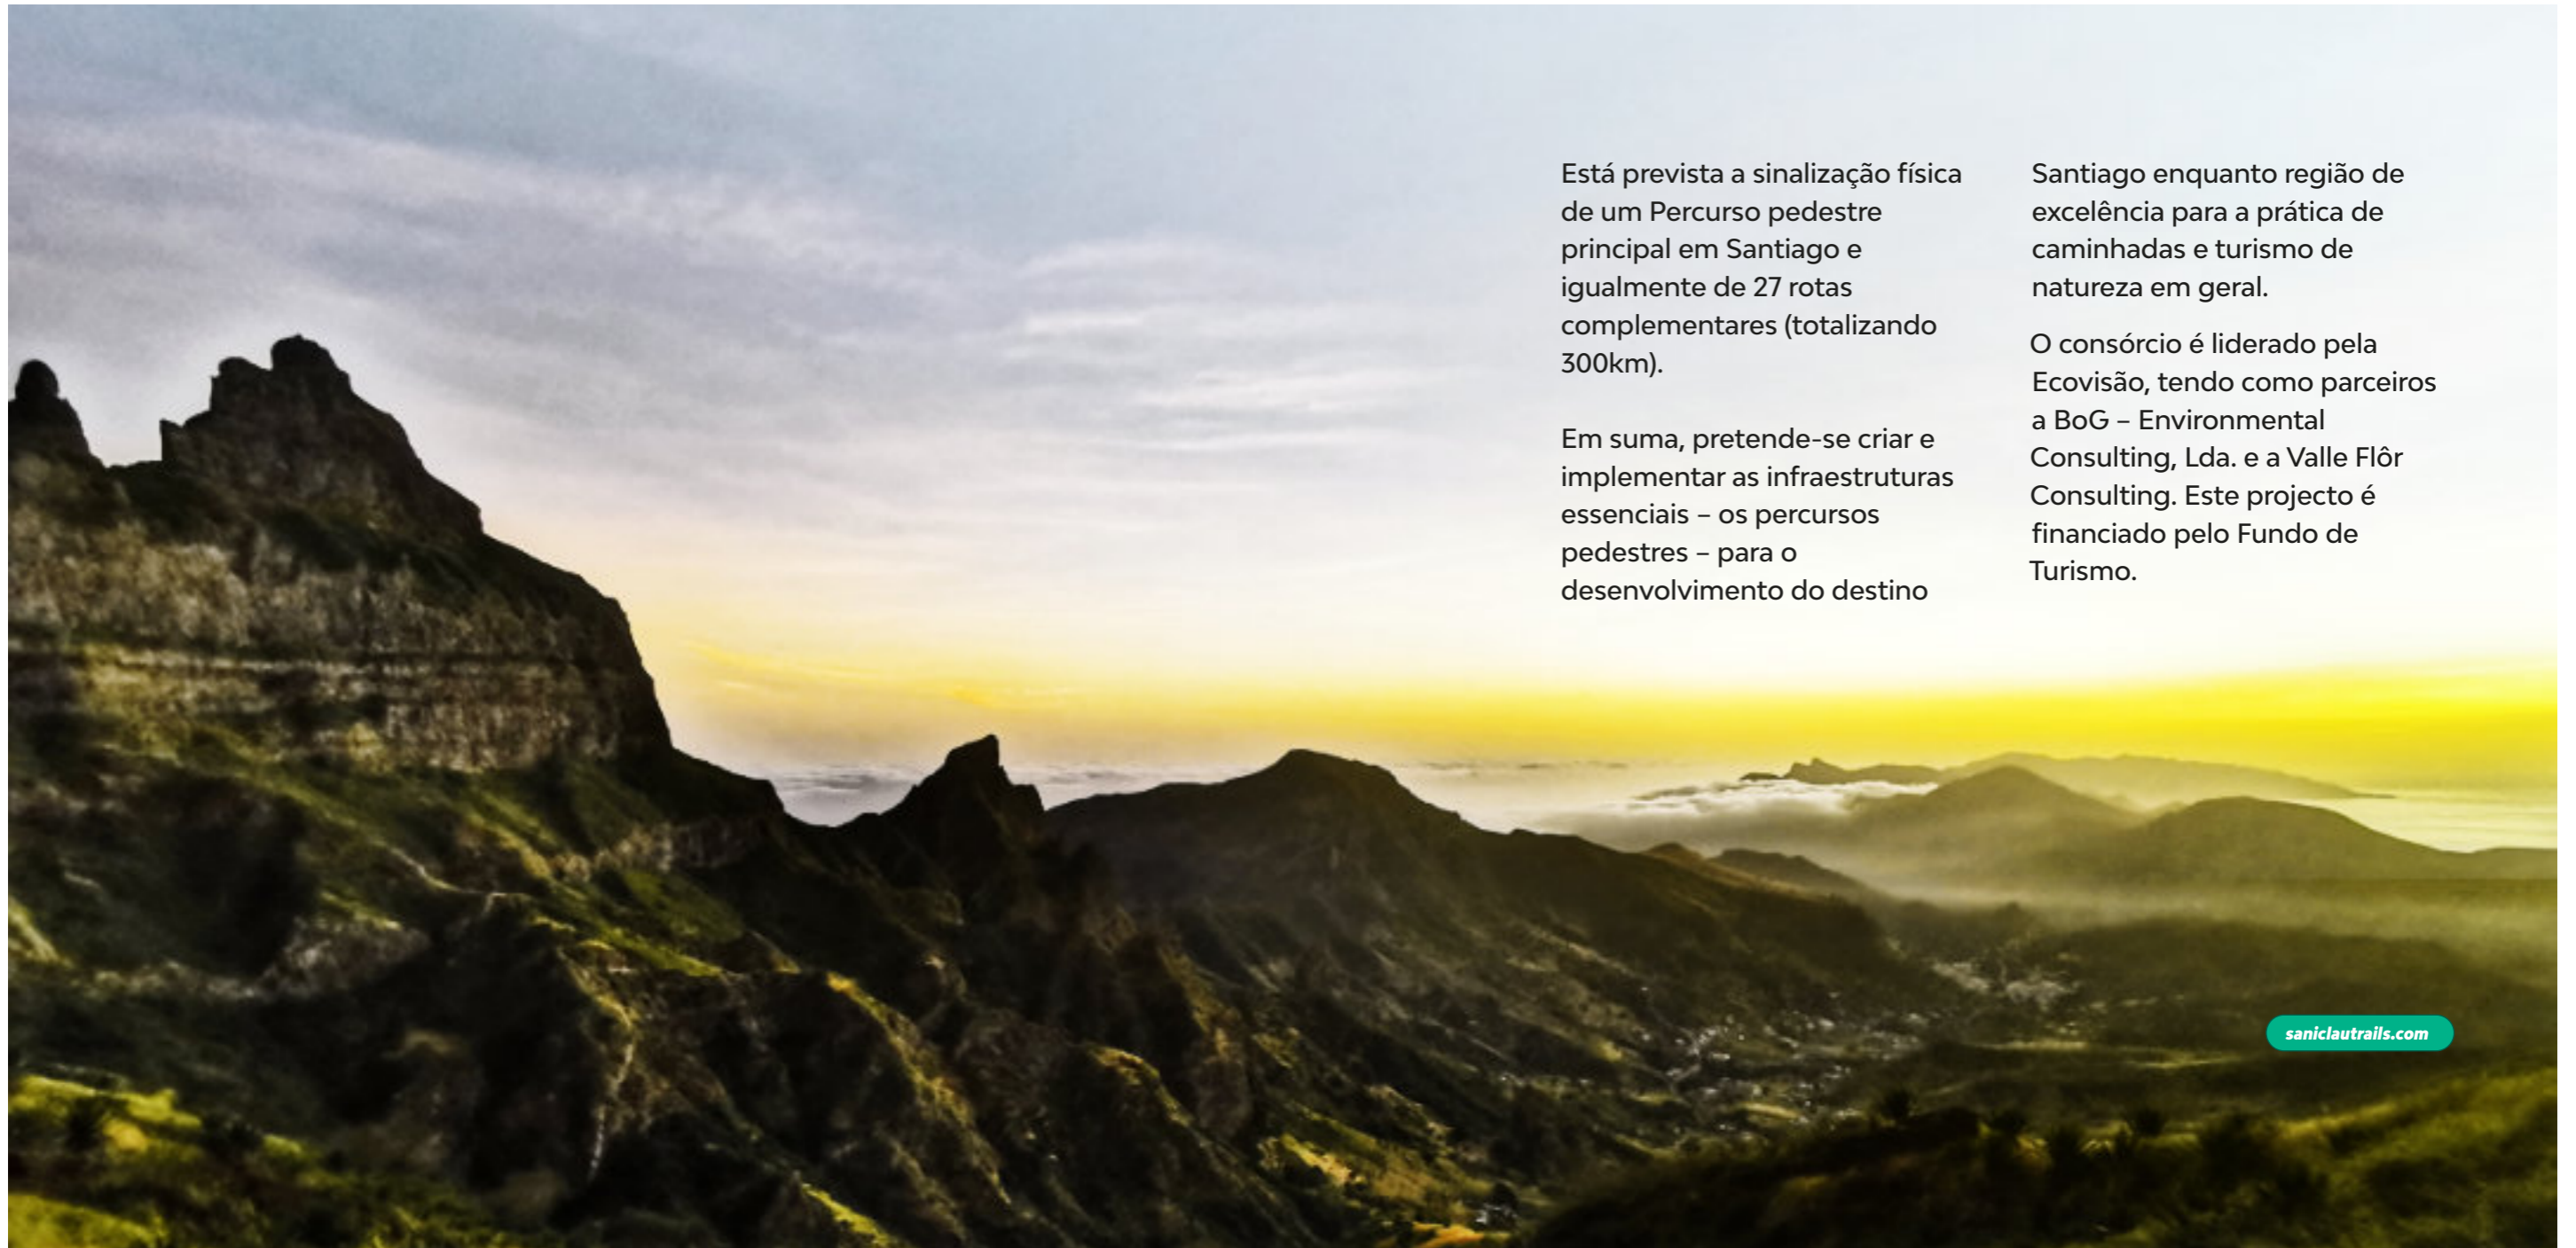 Está prevista a sinalização física
de um Percurso pedestre
principal em Santiago e
igualmente de 27 rotas
complementares (totalizando
300km).
Em suma, pretende-se criar e
implementar as infraestruturas
essenciais – os percursos
pedestres – para o
desenvolvimento do destino
Santiago enquanto região de
excelência para a prática de
caminhadas e turismo de
natureza em geral.
O consórcio é liderado pela
Ecovisão, tendo como parceiros
a BoG – Environmental
Consulting, Lda. e a Valle Flôr
Consulting. Este projecto é
financiado pelo Fundo de
Turismo.
saniclautrails.com